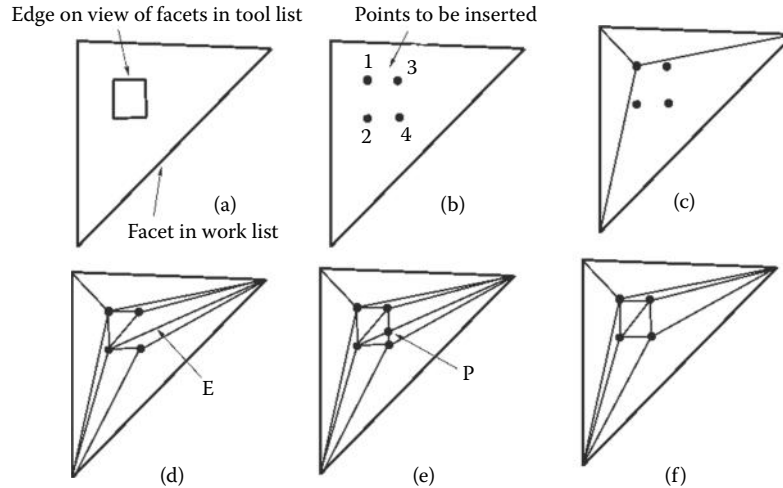 Edge on view of facets in tool list
Points to be inserted
1
3
2
4
(a)
(b)
(c)
Facet in work list
E
P
(d)
(e)
(f)